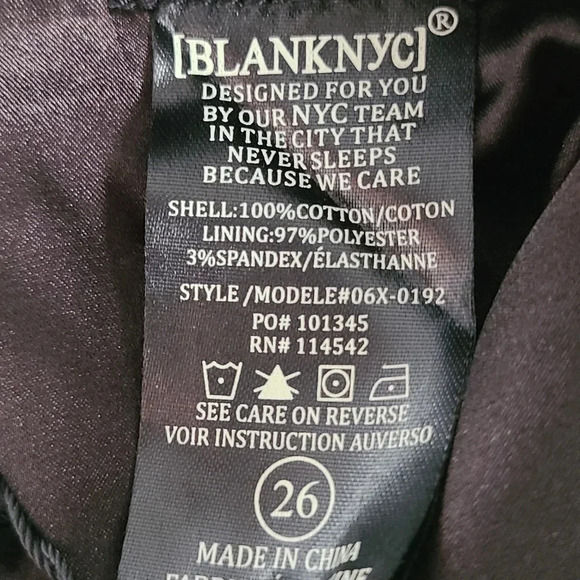 [BLANKNYC]®
DESIGNED FOR YOU
BY OUR NYC TEAM
IN THE CITY THAT
NEVER SLEEPS
BECAUSE WE CARE
SHELL:100%COTTON/COTON
LINING:97%POLYESTER
3%SPANDEX/ÉLASTHANNE
STYLE /MODELE#06X-0192
PO# 101345
RN# 114542
SEE CARE ON REVERSE
VOIR INSTRUCTION AUVERSO
26
MADE IN CHINA